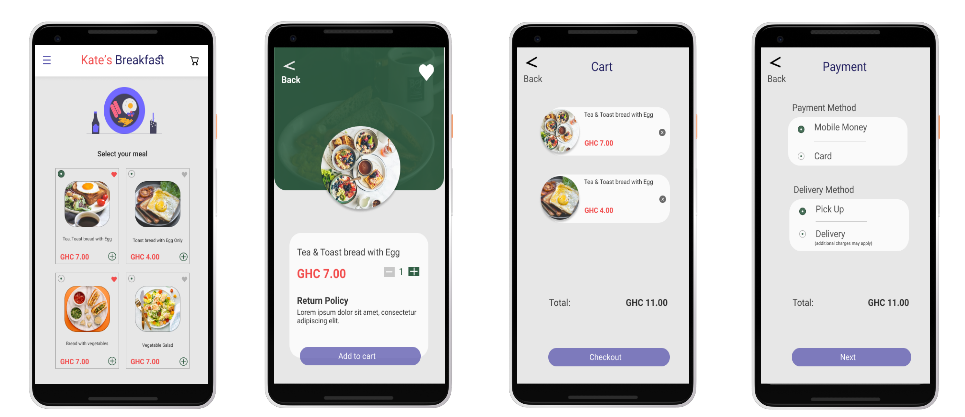 Kate's Breakfast
Select your meal
Tea, Toast bread with Egg
Toast bread with Egg Only
GHC 7.00
GHC 4.00
Bread with vegetables
Vegetable Salad
GHC 7.00
GHC 7.00
Back
Tea & Toast bread with Egg
GHC 7.00
1
Return Policy
Lorem ipsum dolor sit amet, consectetur
adipiscing elit.
Add to cart
Back
Cart
Tea & Toast bread with Egg
GHC 7.00
Tea & Toast bread with Egg
GHC 4.00
Total:
GHC 11.00
Checkout
Back
Payment
Payment Method
Mobile Money
Card
Delivery Method
Pick Up
Delivery
(additional charges may apply)
Total:
GHC 11.00
Next